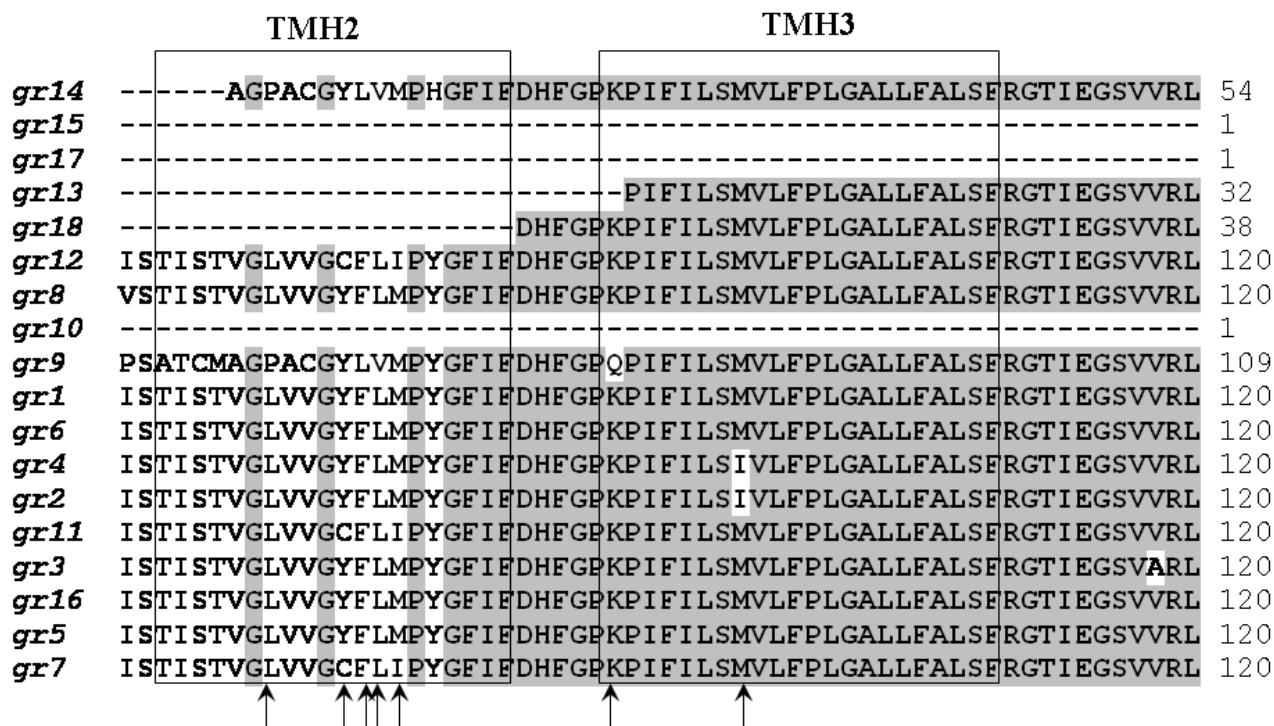 TMH2 TMH3
gr14 ------AGPACGYLVMPHGFIFDHFGPKPIFILSMVLFPLGALLFALSFRGTIEGSVVRL 54
gr15 ------------------------------------------------------------ 1
gr17 ------------------------------------------------------------ 1
gr13 ----------------------------PIFILSMVLFPLGALLFALSFRGTIEGSVVRL 32
gr18 ----------------------DHFGPKPIFILSMVLFPLGALLFALSFRGTIEGSVVRL 38
gr12 ISTISTVGLVVGCFLIPYGFIFDHFGPKPIFILSMVLFPLGALLFALSFRGTIEGSVVRL 120
gr8 VSTISTVGLVVGYFLMPYGFIFDHFGPKPIFILSMVLFPLGALLFALSFRGTIEGSVVRL 120
gr10 ------------------------------------------------------------ 1
gr9 PSATCMAGPACGYLVMPYGFIFDHFGPQPIFILSMVLFPLGALLFALSFRGTIEGSVVRL 109
gr1 ISTISTVGLVVGYFLMPYGFIFDHFGPKPIFILSMVLFPLGALLFALSFRGTIEGSVVRL 120
gr6 ISTISTVGLVVGYFLMPYGFIFDHFGPKPIFILSMVLFPLGALLFALSFRGTIEGSVVRL 120
gr4 ISTISTVGLVVGYFLMPYGFIFDHFGPKPIFILSIVLFPLGALLFALSFRGTIEGSVVRL 120
gr2 ISTISTVGLVVGYFLMPYGFIFDHFGPKPIFILSIVLFPLGALLFALSFRGTIEGSVVRL 120
gr11 ISTISTVGLVVGCFLIPYGFIFDHFGPKPIFILSMVLFPLGALLFALSFRGTIEGSVVRL 120
gr3 ISTISTVGLVVGYFLMPYGFIFDHFGPKPIFILSMVLFPLGALLFALSFRGTIEGSVARL 120
gr16 ISTISTVGLVVGYFLMPYGFIFDHFGPKPIFILSMVLFPLGALLFALSFRGTIEGSVVRL 120
gr5 ISTISTVGLVVGYFLMPYGFIFDHFGPKPIFILSMVLFPLGALLFALSFRGTIEGSVVRL 120
gr7 ISTISTVGLVVGCFLIPYGFIFDHFGPKPIFILSMVLFPLGALLFALSFRGTIEGSVVRL 120